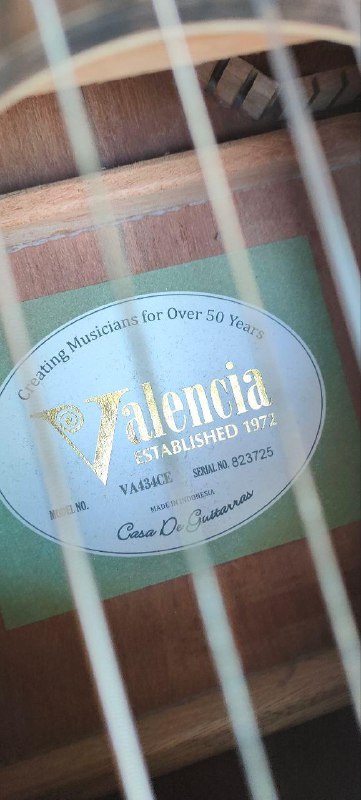 Creating Musicians for Over 50 Years
Valencia
ESTABLISHED 1972
MODEL NO. VA434CE SERIAL NO. 823725
MADE IN INDONESIA
Casa De Guitarras